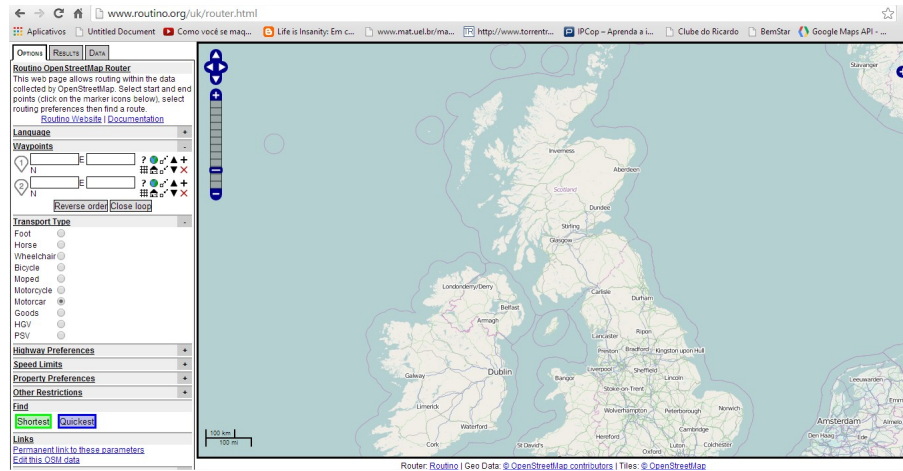 www.routino.org/uk/router.html
Aplicativos Untitled Document Como você se maq... Life is Insanity: Em c... www.mat.uel.br/ma... http://www.torrentr... IPCop – Aprenda a i... Clube do Ricardo BemStar Google Maps API - ...
Options Results Data
Routino OpenStreetMap Router
This web page allows routing within the data
collected by OpenStreetMap. Select start and end
points (click on the marker icons below), select
routing preferences then find a route.
Routino Website | Documentation
Language +
Waypoints -
1 E ?
N
2 E ?
N
Reverse order Close loop
Transport Type -
Foot
Horse
Wheelchair
Bicycle
Moped
Motorcycle
Motorcar
Goods
HGV
PSV
Highway Preferences +
Speed Limits +
Property Preferences +
Other Restrictions +
Find
Shortest Quickest
Links
Permanent link to these parameters
Edit this OSM data
Stavanger
Inverness
Aberdeen
Scotland
Dundee
Stirling
Glasgow
Londonderry/Derry
Belfast
Carlisle
Durham
Armagh
Lancaster
Ripon
Preston Bradford Kingston upon Hull
Galway
Dublin
Bangor
Liverpool Sheffield
Lincoln
Stoke-on-Trent
Leeuwarden
Limerick
Wolverhampton
Peterborough
Norwich
Emm
Waterford
Cambridge
Amsterdam
Almelo
Cork
St David's
Hereford
Luton
Colchester
Den Haag
Ede
Oxford
100 km
100 mi
Router: Routino | Geo Data: © OpenStreetMap contributors | Tiles: © OpenStreetMap